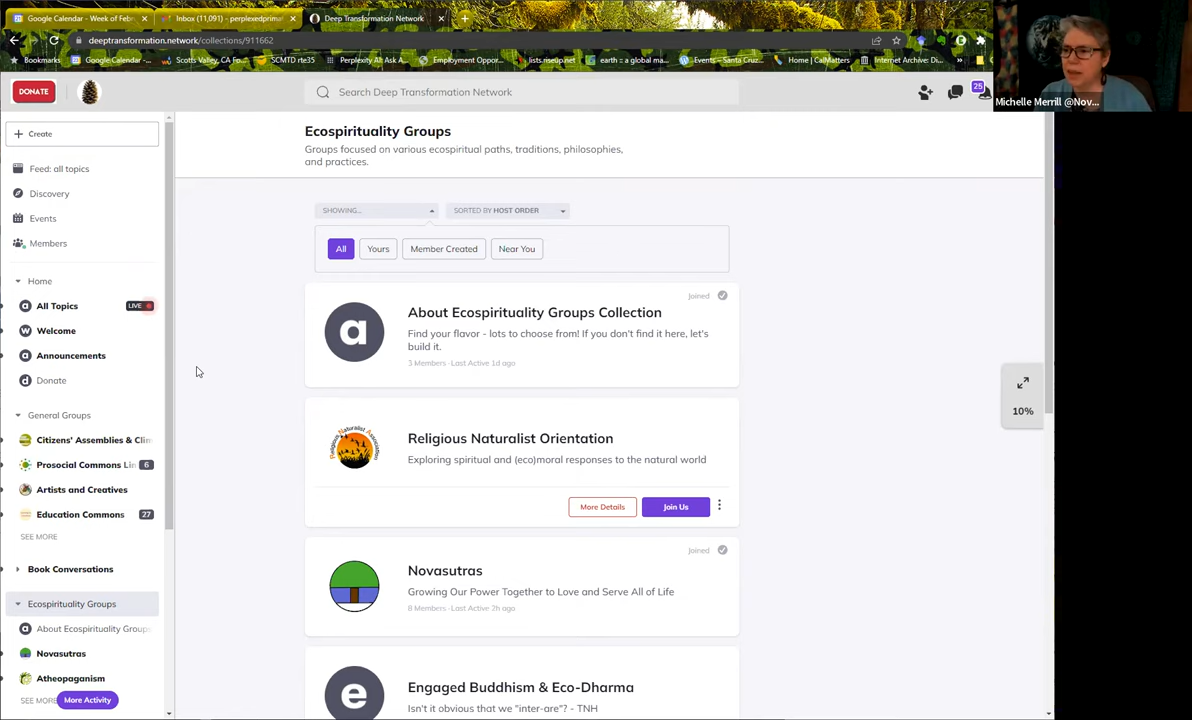 Google Calendar - Week of Febr
Inbox (11,091) - perplexedprima
Deep Transformation Network
deeptransformation.network/collections/911662
Bookmarks
Google Calendar -...
Scotts Valley, CA Fo...
SCMTD rte35
Perplexity All Ask A...
Employment Oppor...
lists.riseup.net
earth :: a global ma...
Events – Santa Cruz...
Home | CalMatters
Internet Archive: Di...
DONATE
Search Deep Transformation Network
25
Michelle Merrill @Nov...
Create
Feed: all topics
Discovery
Events
Members
Home
All Topics
LIVE
Welcome
Announcements
Donate
General Groups
Citizens' Assemblies & Clim
Prosocial Commons Lin
6
Artists and Creatives
Education Commons
27
SEE MORE
Book Conversations
Ecospirituality Groups
About Ecospirituality Groups
Novasutras
Atheopaganism
SEE MORE
More Activity
Ecospirituality Groups
Groups focused on various ecospiritual paths, traditions, philosophies,
and practices.
SHOWING...
SORTED BY HOST ORDER
All
Yours
Member Created
Near You
Joined
a
About Ecospirituality Groups Collection
Find your flavor - lots to choose from! If you don't find it here, let's
build it.
3 Members · Last Active 1d ago
Religious Naturalist Association
Religious Naturalist Orientation
Exploring spiritual and (eco)moral responses to the natural world
More Details
Join Us
Joined
Novasutras
Growing Our Power Together to Love and Serve All of Life
8 Members · Last Active 2h ago
e
Engaged Buddhism & Eco-Dharma
Isn't it obvious that we "inter-are"? - TNH
10%